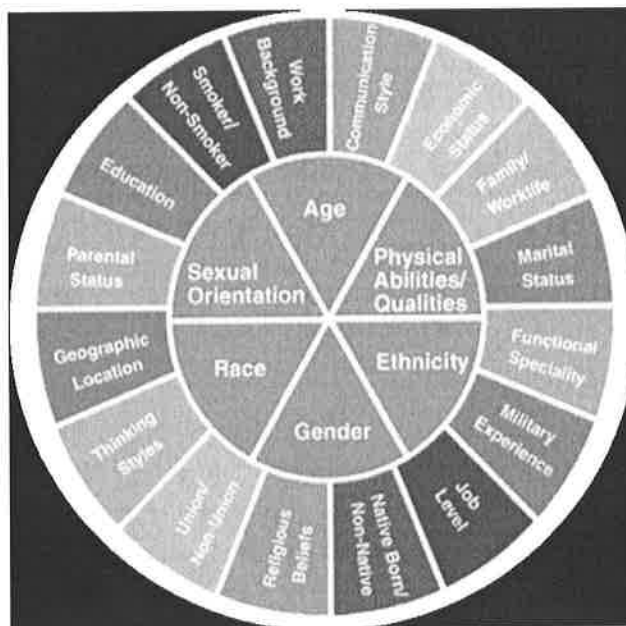 Work
Background
Communication
Style
Economic
Status
Family/
Worklife
Marital
Status
Functional
Speciality
Military
Experience
Job
Level
Native Born/
Non-Native
Religious
Beliefs
Union/
Non Union
Thinking
Styles
Geographic
Location
Parental
Status
Education
Smoker/
Non-Smoker
Age
Physical
Abilities/
Qualities
Ethnicity
Gender
Race
Sexual
Orientation